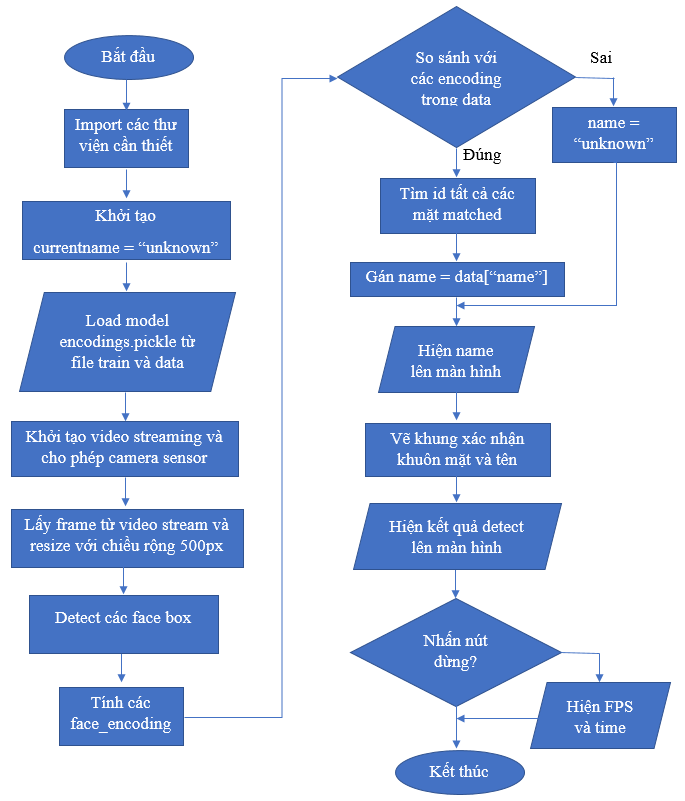 Bắt đầu
Import các thư
viện cần thiết
Khởi tạo
currentname = “unknown”
Load model
encodings.pickle từ
file train và data
Khởi tạo video streaming và
cho phép camera sensor
Lấy frame từ video stream và
resize với chiều rộng 500px
Detect các face box
Tính các
face_encoding
So sánh với
các encoding
trong data
Sai
name =
“unknown”
Đúng
Tìm id tất cả các
mặt matched
Gán name = data[“name”]
Hiện name
lên màn hình
Vẽ khung xác nhận
khuôn mặt và tên
Hiện kết quả detect
lên màn hình
Nhấn nút
dừng?
Hiện FPS
và time
Kết thúc